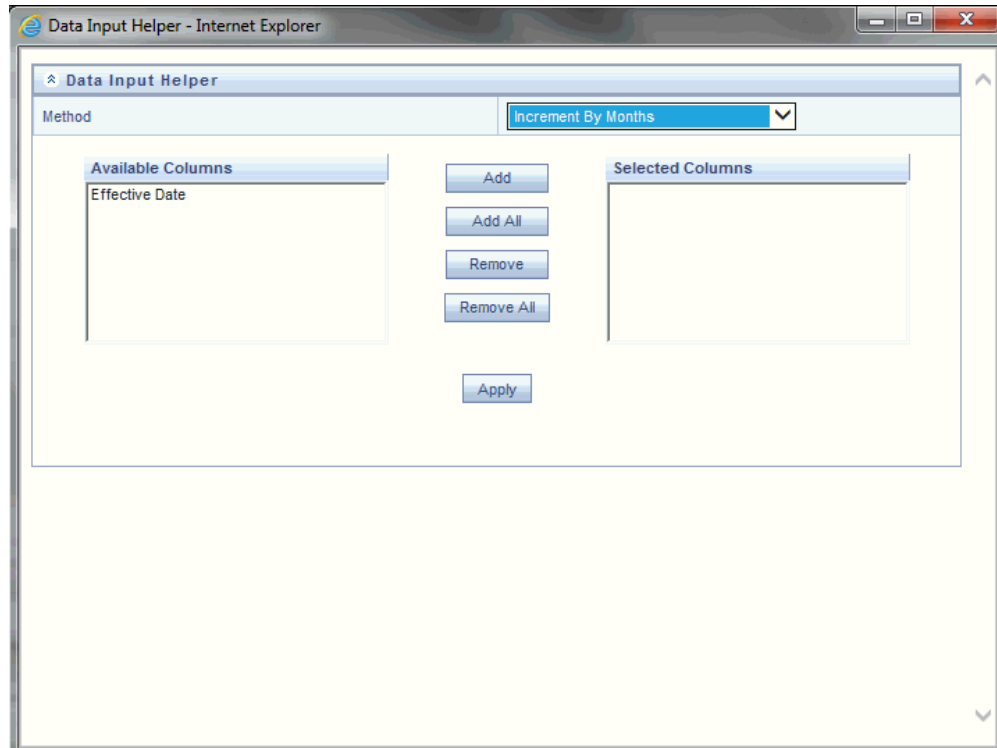 Data Input Helper - Internet Explorer
Data Input Helper
Method
Increment By Months
Available Columns
Effective Date
Add
Add All
Remove
Remove All
Selected Columns
Apply